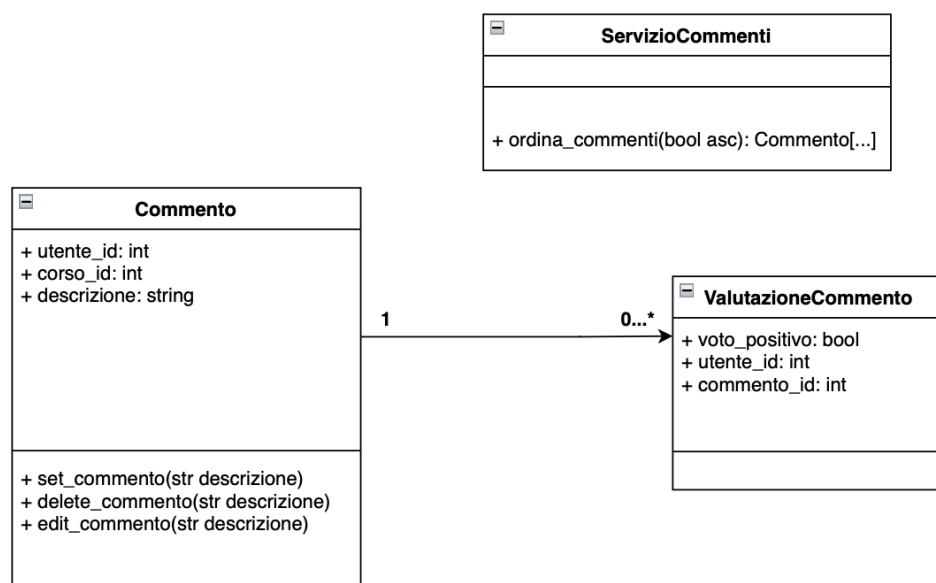 ServizioCommenti
+ ordina_commenti(bool asc): Commento[...]
Commento
+ utente_id: int
+ corso_id: int
+ descrizione: string
1
0...*
ValutazioneCommento
+ voto_positivo: bool
+ utente_id: int
+ commento_id: int
+ set_commento(str descrizione)
+ delete_commento(str descrizione)
+ edit_commento(str descrizione)